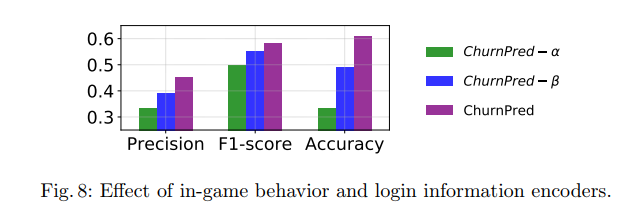 0.6
0.5
0.4
0.3
Precision F1-score Accuracy
ChurnPred − α
ChurnPred − β
ChurnPred
Fig. 8: Effect of in-game behavior and login information encoders.